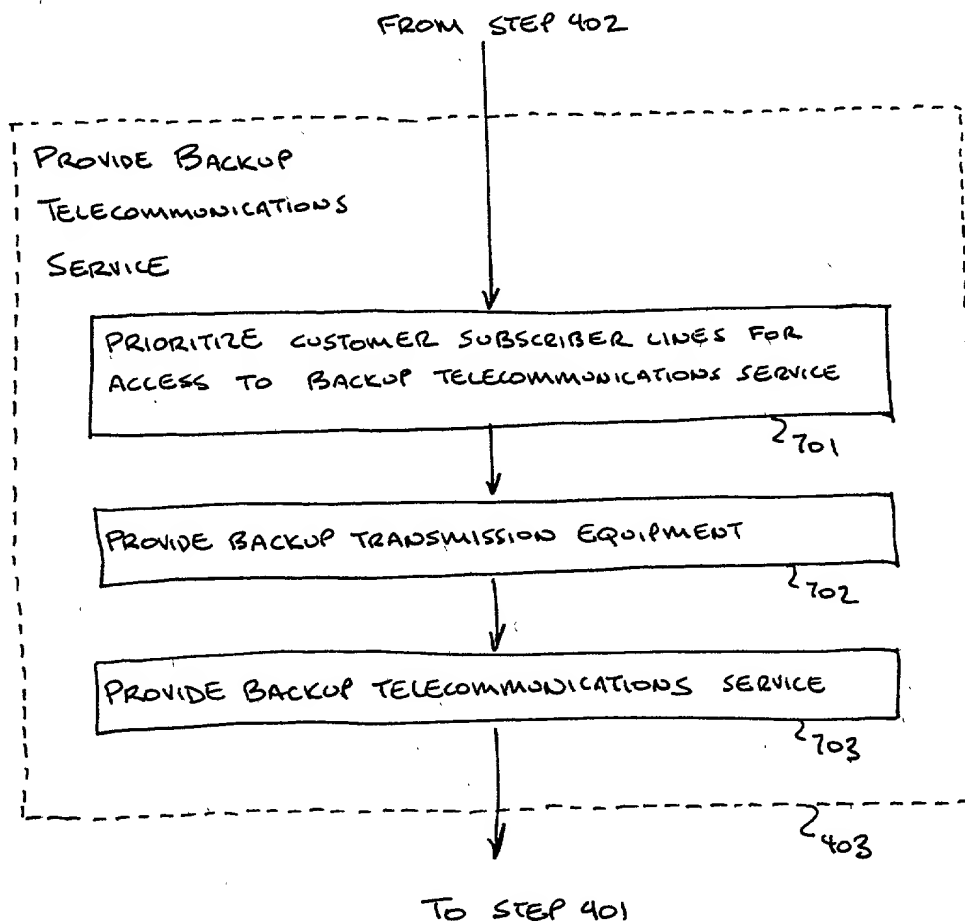 FROM STEP 402
PROVIDE BACKUP
TELECOMMUNICATIONS
SERVICE
PRIORITIZE CUSTOMER SUBSCRIBER LINES FOR
ACCESS TO BACKUP TELECOMMUNICATIONS SERVICE
701
PROVIDE BACKUP TRANSMISSION EQUIPMENT
702
PROVIDE BACKUP TELECOMMUNICATIONS SERVICE
703
403
TO STEP 401